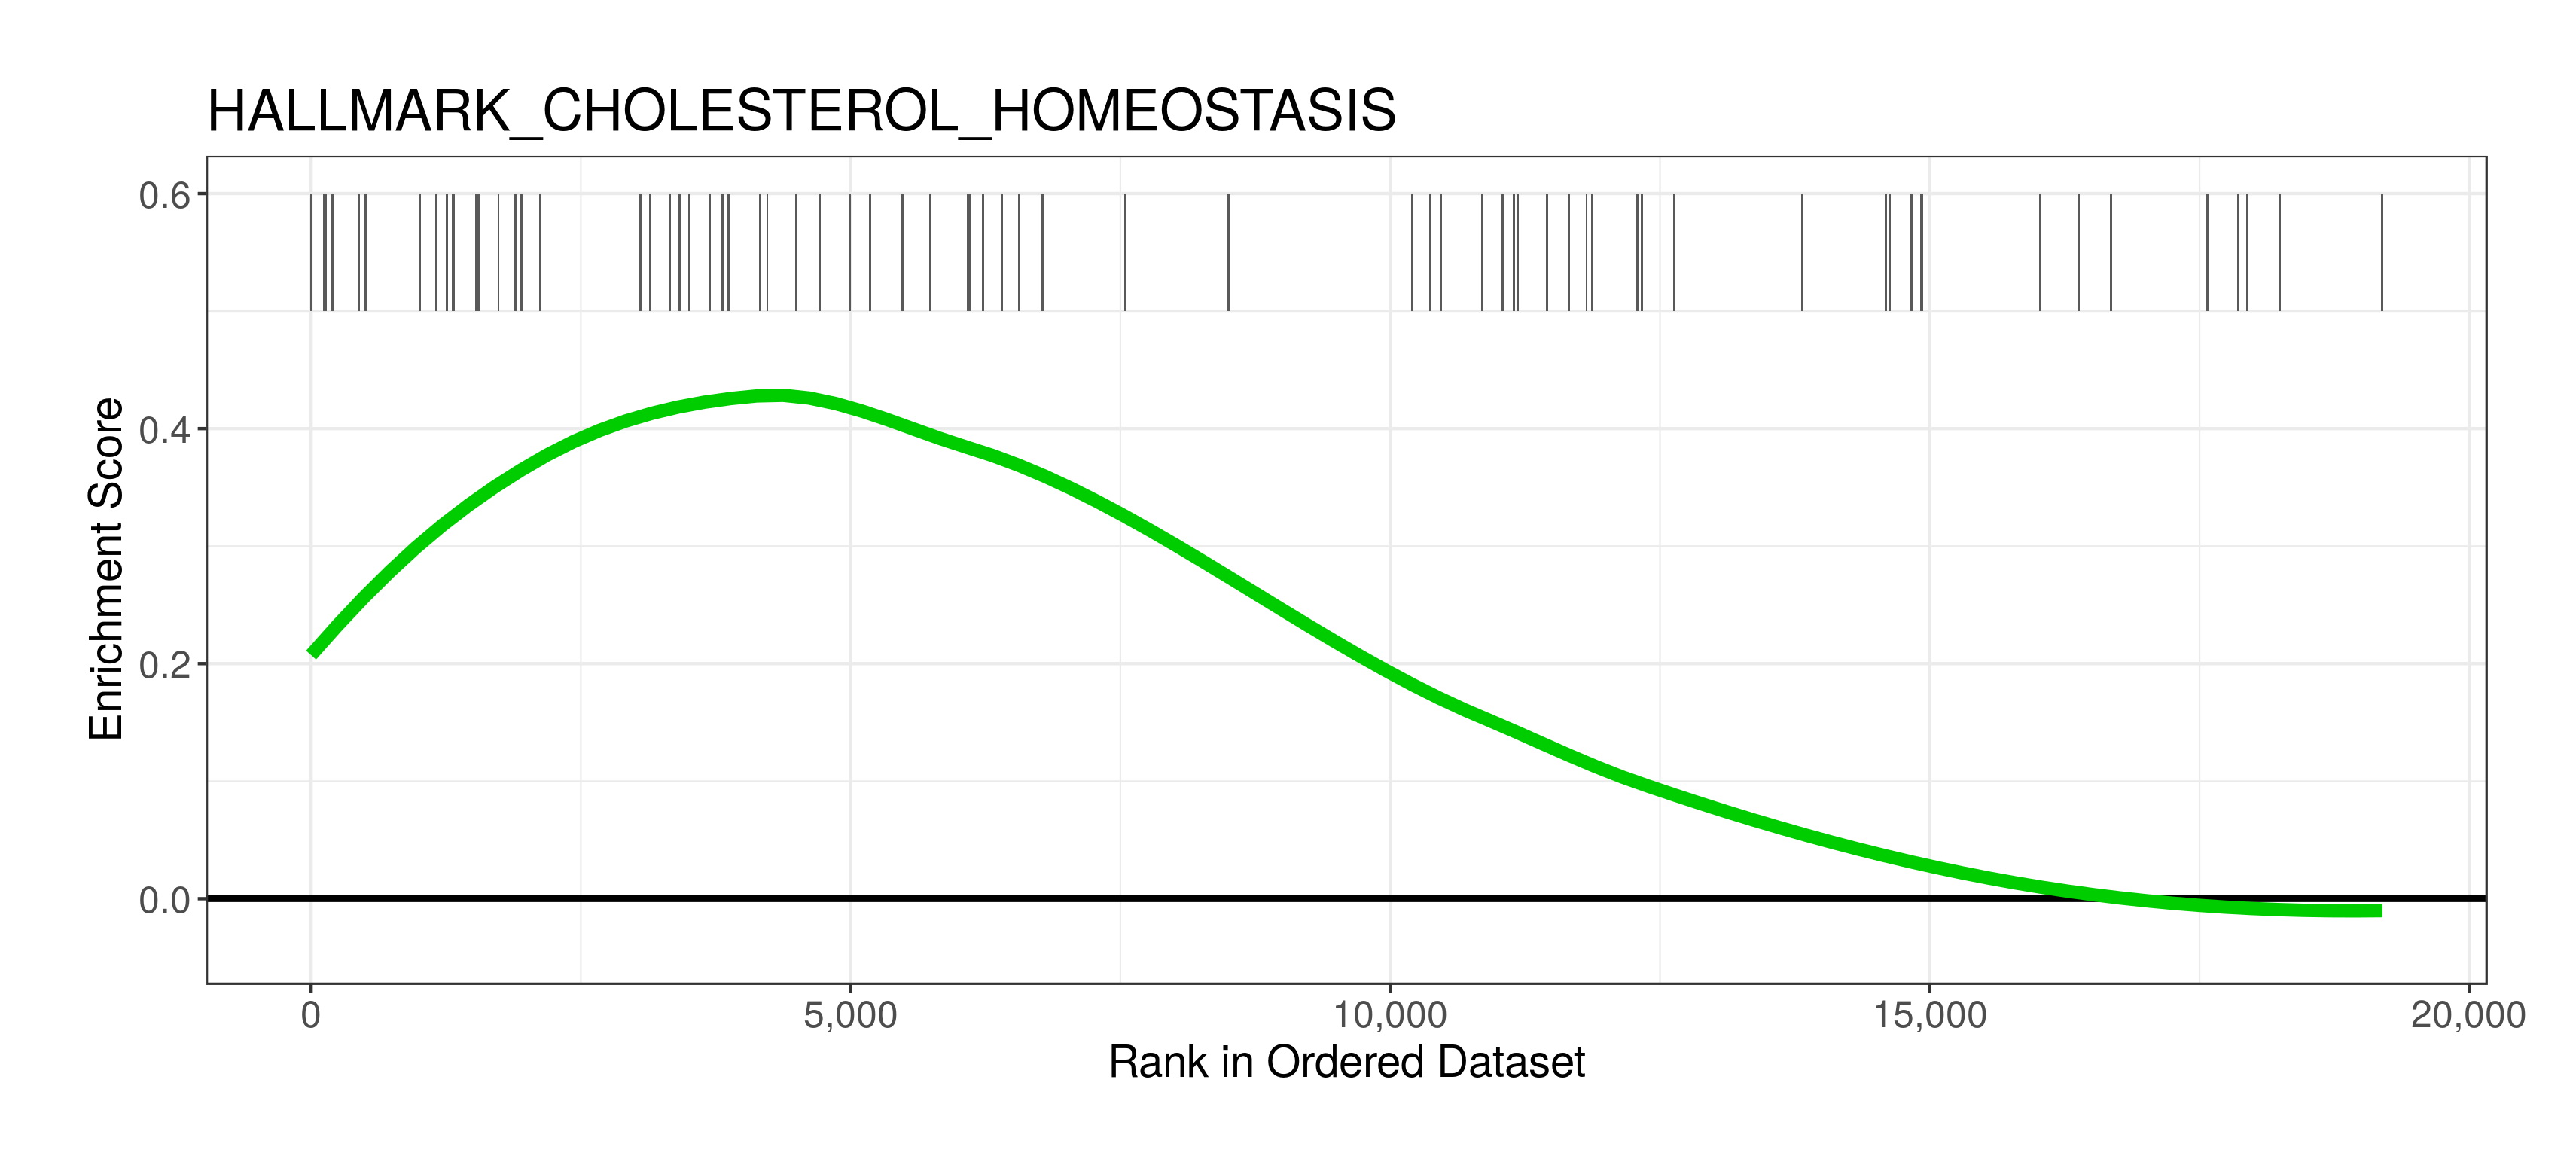 HALLMARK_CHOLESTEROL_HOMEOSTASIS
0.6
0.4
0.2
0.0
Enrichment Score
0 5,000 10,000 15,000 20,000
Rank in Ordered Dataset